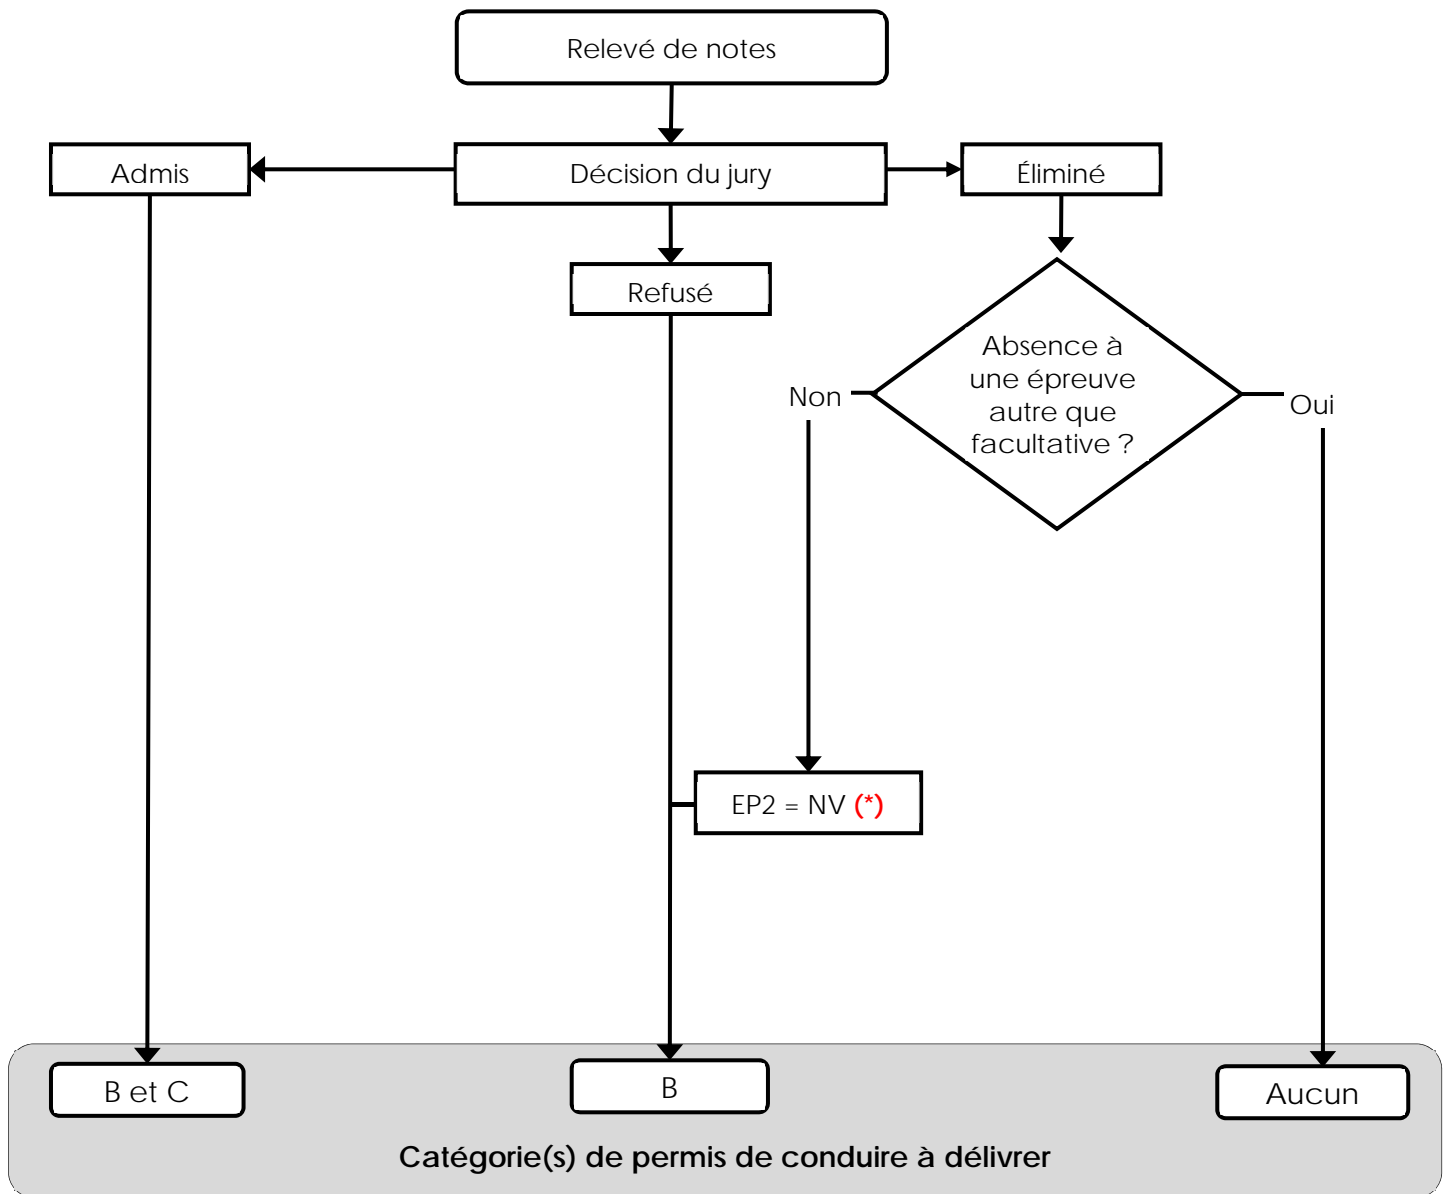 Relevé de notes
Admis
Décision du jury
Éliminé
Refusé
Absence à
une épreuve
autre que
facultative ?
Non
Oui
EP2 = NV (*)
B et C
B
Aucun
Catégorie(s) de permis de conduire à délivrer